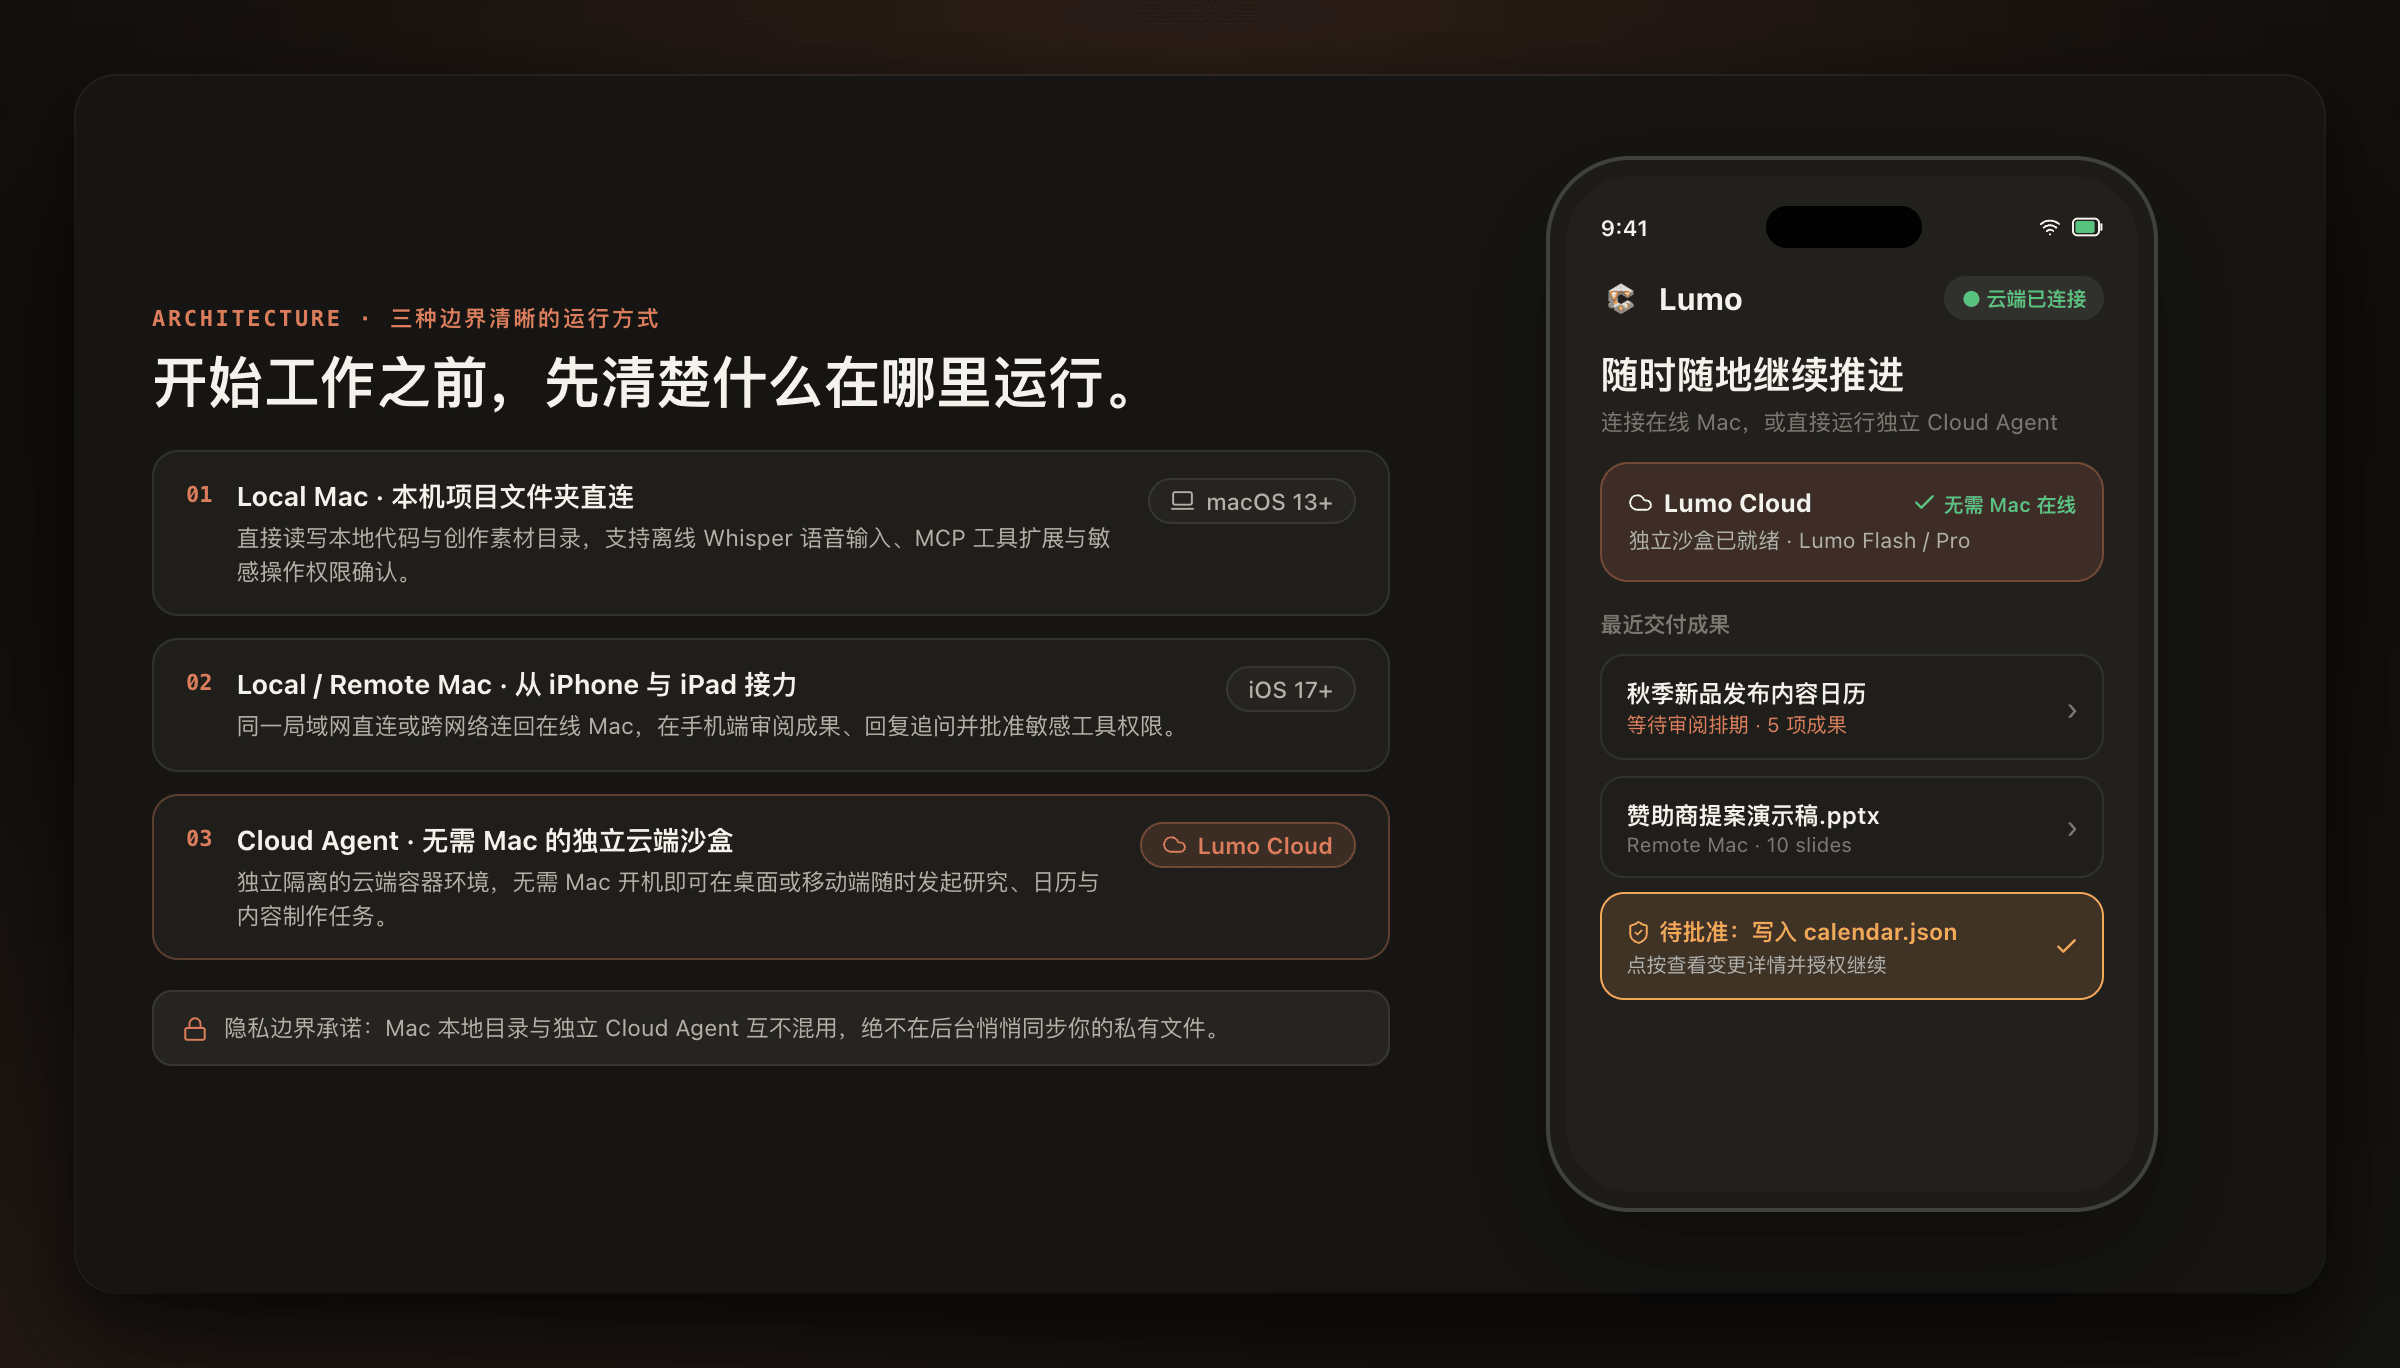 ARCHITECTURE · 三种边界清晰的运行方式
开始工作之前，先清楚什么在哪里运行。
01 Local Mac · 本机项目文件夹直连
macOS 13+
直接读写本地代码与创作素材目录，支持离线 Whisper 语音输入、MCP 工具扩展与敏
感操作权限确认。
02 Local / Remote Mac · 从 iPhone 与 iPad 接力
iOS 17+
同一局域网直连或跨网络连回在线 Mac，在手机端审阅成果、回复追问并批准敏感工具权限。
03 Cloud Agent · 无需 Mac 的独立云端沙盒
Lumo Cloud
独立隔离的云端容器环境，无需 Mac 开机即可在桌面或移动端随时发起研究、日历与
内容制作任务。
隐私边界承诺：Mac 本地目录与独立 Cloud Agent 互不混用，绝不在后台悄悄同步你的私有文件。
9:41
Lumo
云端已连接
随时随地继续推进
连接在线 Mac，或直接运行独立 Cloud Agent
Lumo Cloud
无需 Mac 在线
独立沙盒已就绪 · Lumo Flash / Pro
最近交付成果
秋季新品发布内容日历
等待审阅排期 · 5 项成果
赞助商提案演示稿.pptx
Remote Mac · 10 slides
待批准：写入 calendar.json
点按查看变更详情并授权继续